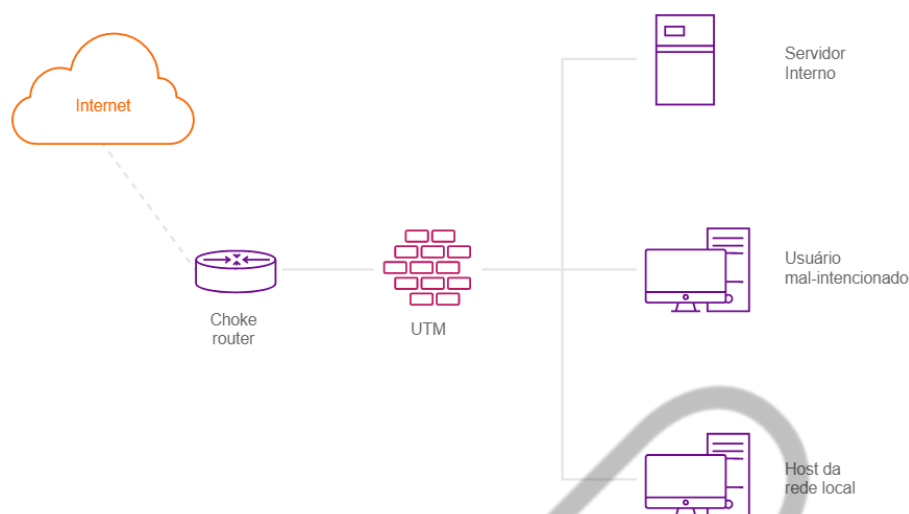 Servidor
Interno
Internet
Usuário
mal-intencionado
Choke
router
UTM
Host da
rede local